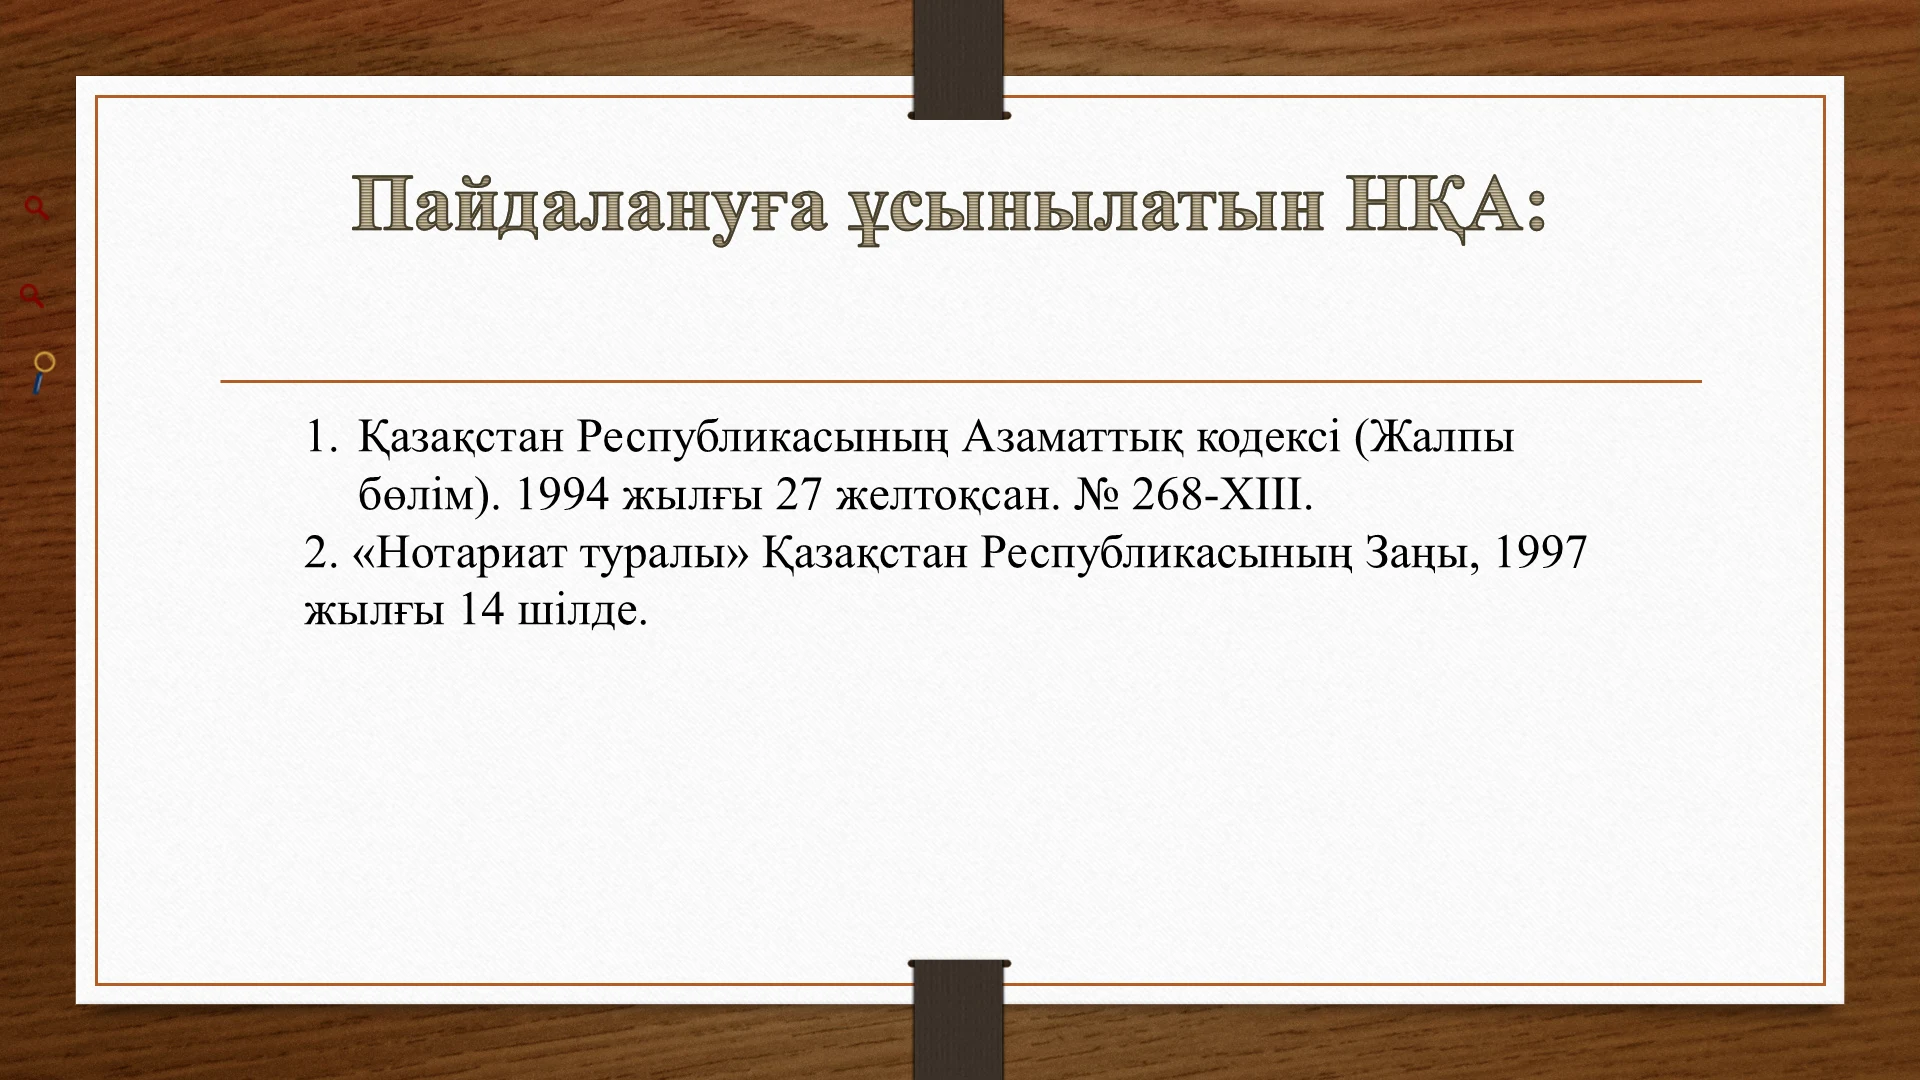 Пайдалануға ұсынылатын НҚА:
1. Қазақстан Республикасының Азаматтық кодексі (Жалпы
бөлім). 1994 жылғы 27 желтоқсан. № 268-XIII.
2. «Нотариат туралы» Қазақстан Республикасының Заңы, 1997
жылғы 14 шілде.